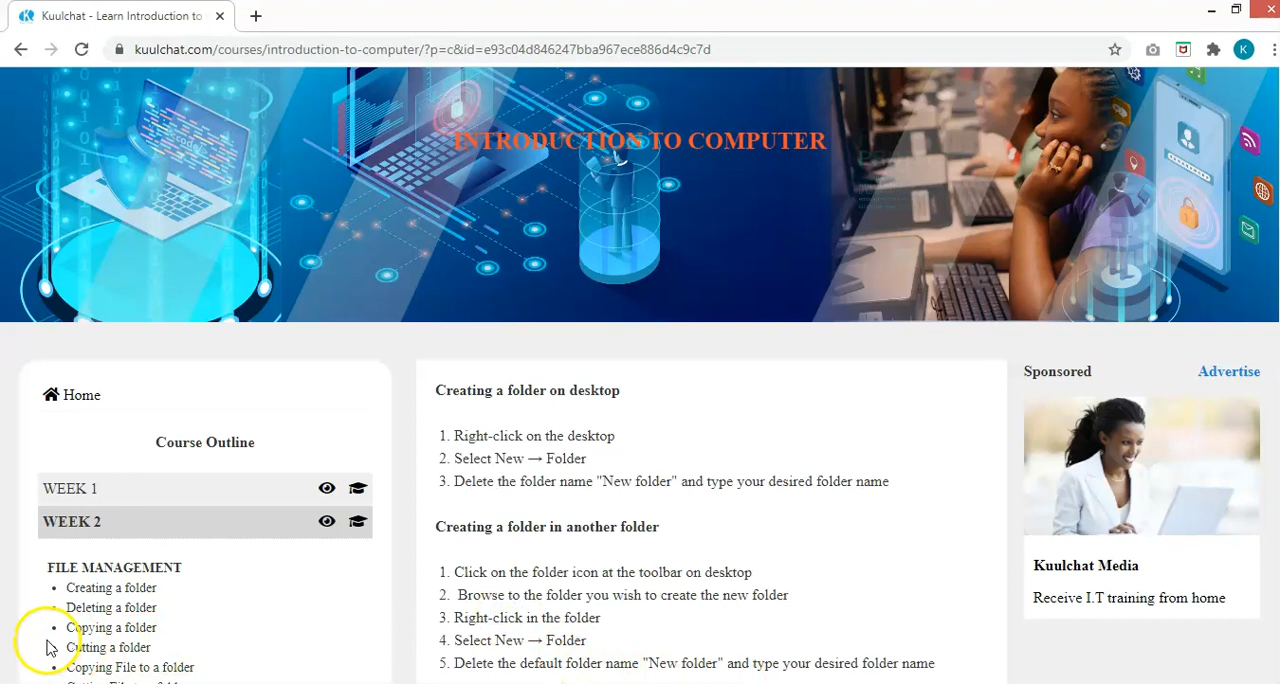 Kuulchat - Learn Introduction to
kuulchat.com/courses/introduction-to-computer/?p=c&id=e93c04d846247bba967ece886d4c9c7d
K
INTRODUCTION TO COMPUTER
Home
Course Outline
WEEK 1
WEEK 2
FILE MANAGEMENT
• Creating a folder
• Deleting a folder
• Copying a folder
• Cutting a folder
• Copying File to a folder
Creating a folder on desktop
1. Right-click on the desktop
2. Select New → Folder
3. Delete the folder name "New folder" and type your desired folder name
Creating a folder in another folder
1. Click on the folder icon at the toolbar on desktop
2. Browse to the folder you wish to create the new folder
3. Right-click in the folder
4. Select New → Folder
5. Delete the default folder name "New folder" and type your desired folder name
Sponsored
Advertise
Kuulchat Media
Receive I.T training from home